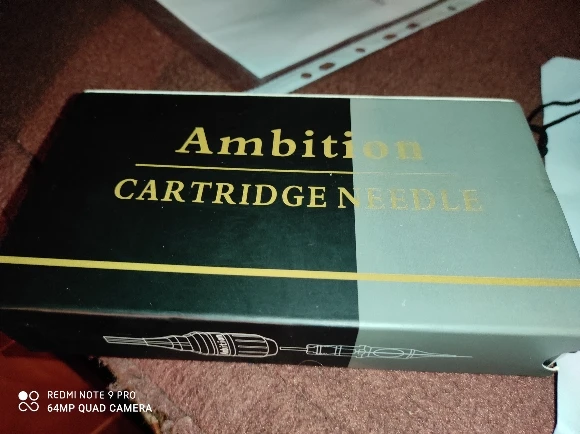 Ambition
CARTRIDGE NEEDLE
REDMI NOTE 9 PRO
64MP QUAD CAMERA